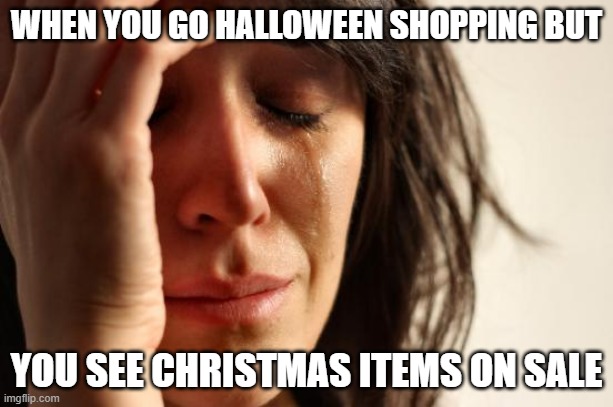 WHEN YOU GO HALLOWEEN SHOPPING BUT
YOU SEE CHRISTMAS ITEMS ON SALE
imgflip.com